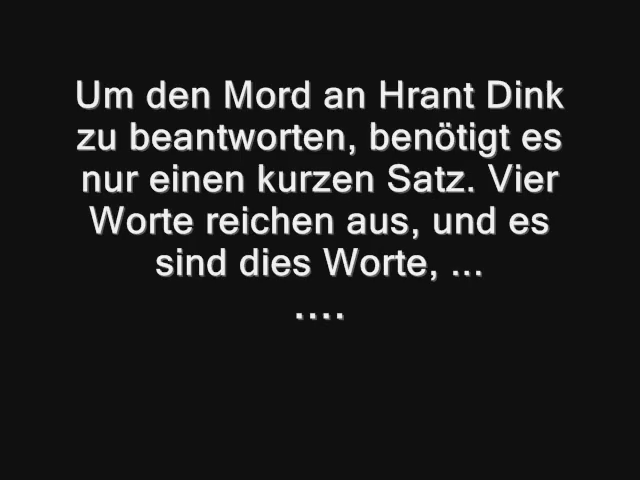 Um den Mord an Hrant Dink
zu beantworten, benötigt es
nur einen kurzen Satz. Vier
Worte reichen aus, und es
sind dies Worte, ...
....